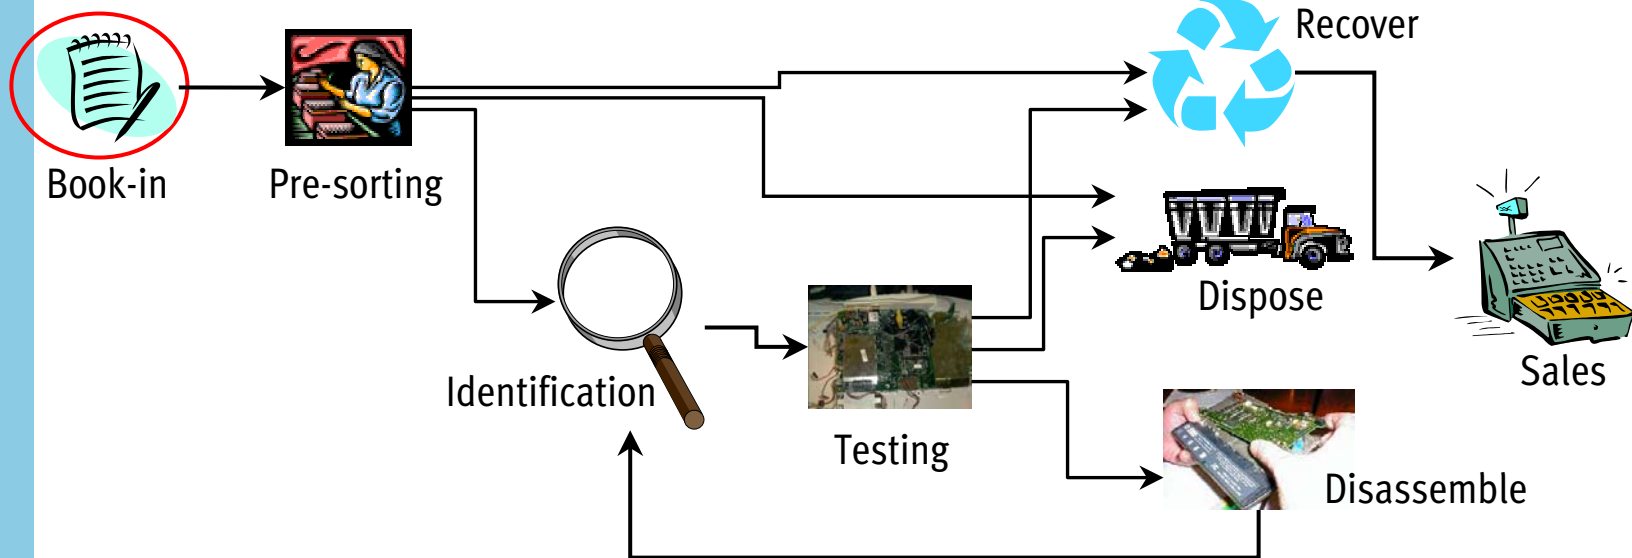 Recover
Book-in
Pre-sorting
Dispose
Sales
Identification
Testing
Disassemble